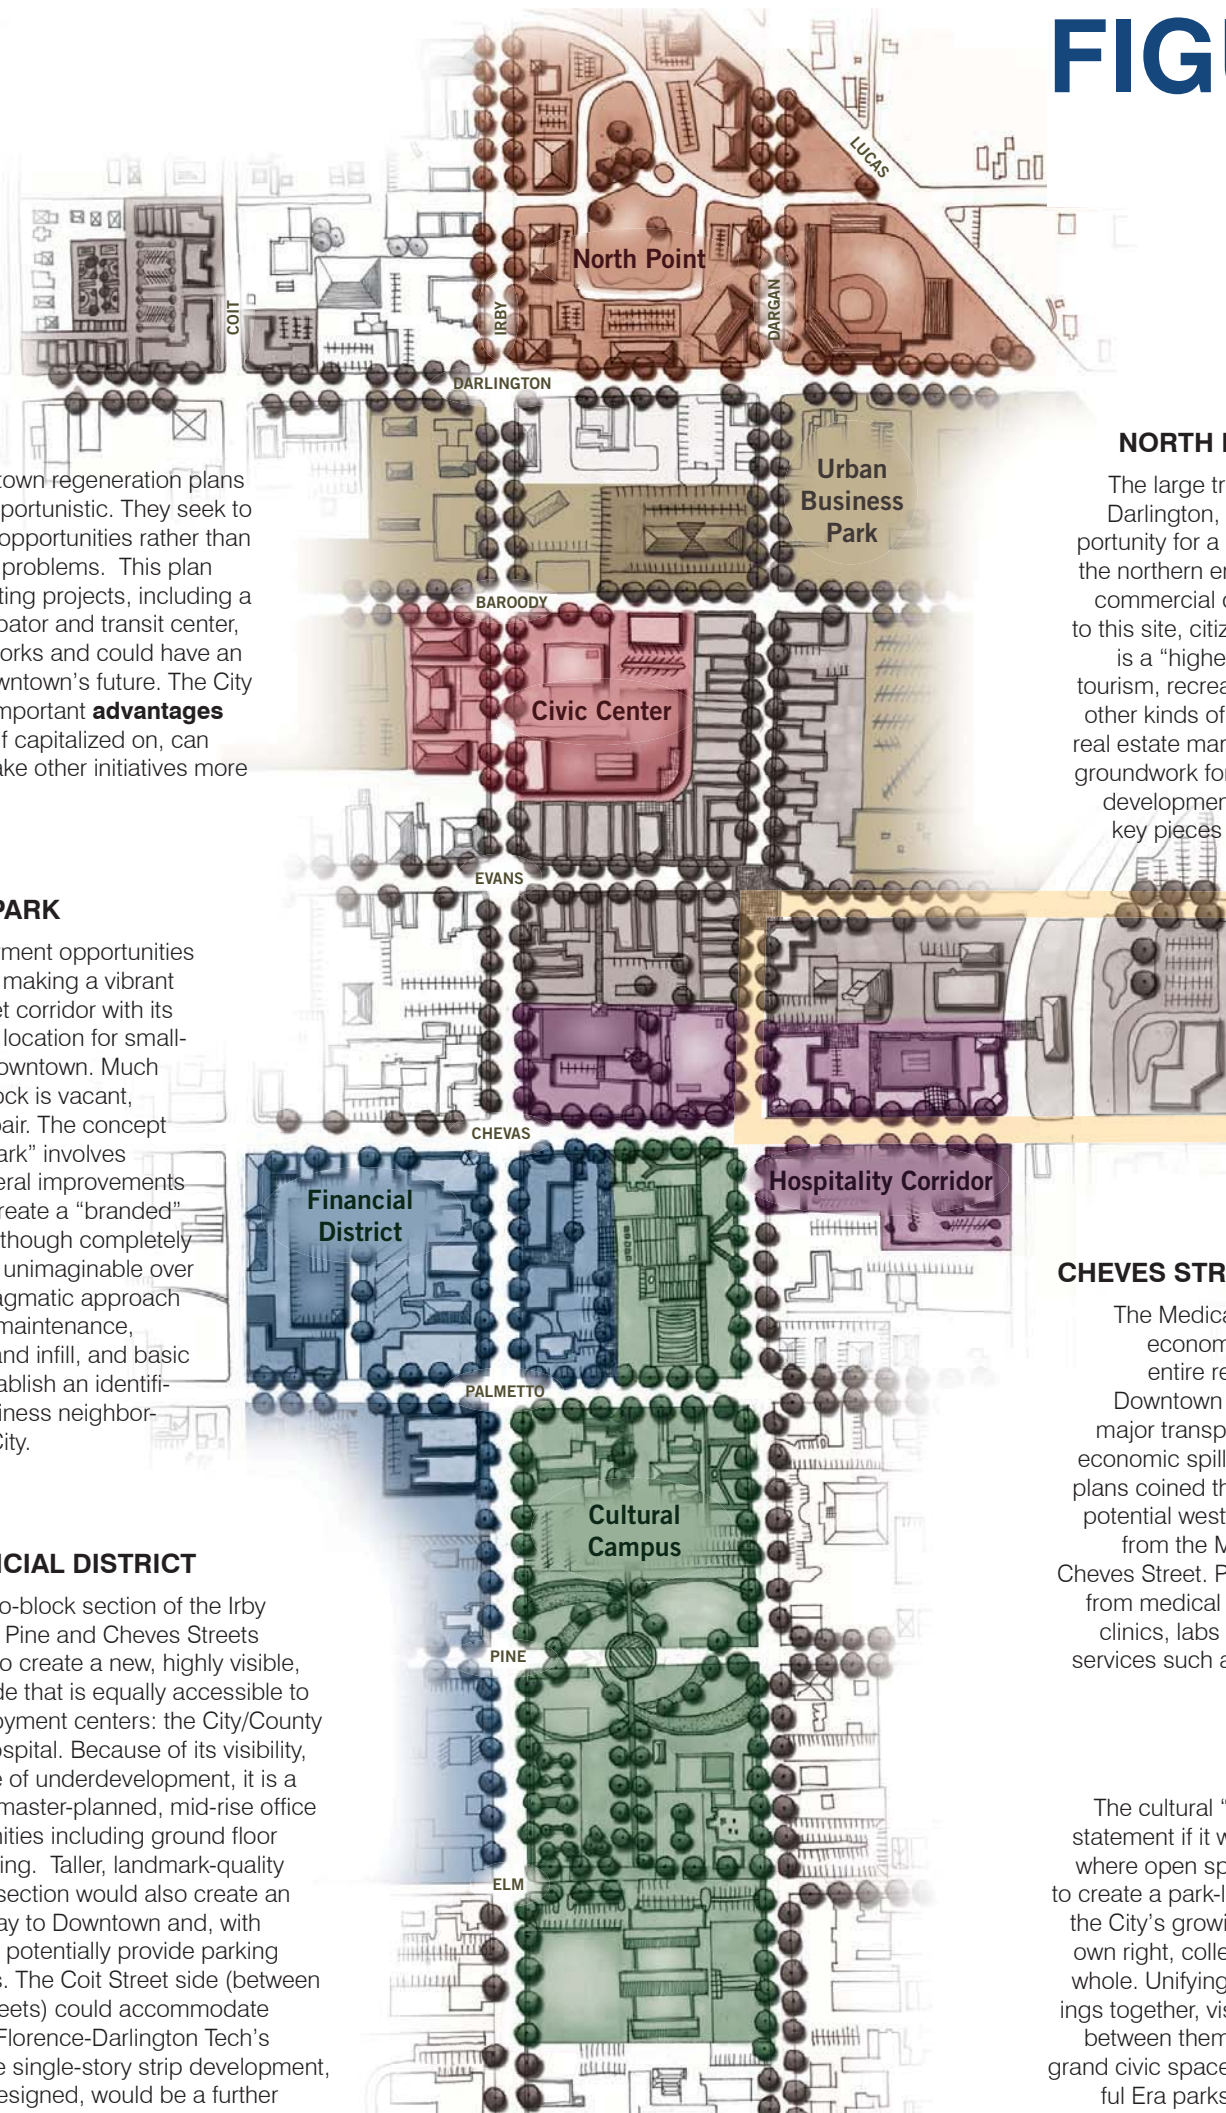 FIGU
LUCAS
North Point
COIT
IRBY
DARGAN
DARLINGTON
Urban
Business
Park
BAROODY
Civic Center
EVANS
CHEVAS
Financial
District
Hospitality Corridor
PALMETTO
Cultural
Campus
PINE
ELM
town regeneration plans
portunistic. They seek to
opportunities rather than
problems. This plan
ting projects, including a
bator and transit center,
orks and could have an
wntown's future. The City
mportant advantages
f capitalized on, can
ake other initiatives more
PARK
yment opportunities
making a vibrant
et corridor with its
location for small-
owntown. Much
ock is vacant,
pair. The concept
ark" involves
eral improvements
reate a "branded"
though completely
unimaginable over
agmatic approach
maintenance,
and infill, and basic
ablish an identifi-
iness neighbor-
City.
NCIAL DISTRICT
o-block section of the Irby
Pine and Cheves Streets
o create a new, highly visible,
de that is equally accessible to
oyment centers: the City/County
ospital. Because of its visibility,
e of underdevelopment, it is a
master-planned, mid-rise office
nities including ground floor
ing. Taller, landmark-quality
section would also create an
ay to Downtown and, with
potentially provide parking
s. The Coit Street side (between
eets) could accommodate
Florence-Darlington Tech's
e single-story strip development,
esigned, would be a further
NORTH P
The large tr
Darlington,
portunity for a
the northern en
commercial c
to this site, citiz
is a "highe
tourism, recrea
other kinds of
real estate mar
groundwork for
developmen
key pieces
CHEVES STR
The Medica
econom
entire re
Downtown
major transp
economic spill
plans coined th
potential west
from the M
Cheves Street. P
from medical
clinics, labs
services such a
The cultural "
statement if it w
where open sp
to create a park-l
the City's growi
own right, colle
whole. Unifying
ings together, vis
between them
grand civic space
ful Era parks